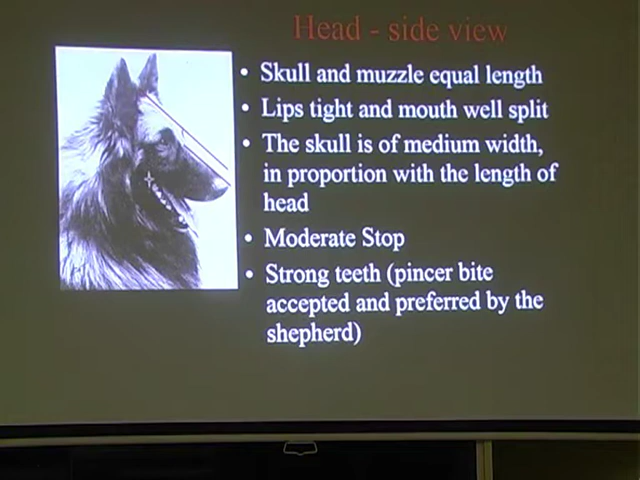 Head - side view
• Skull and muzzle equal length
• Lips tight and mouth well split
• The skull is of medium width,
in proportion with the length of
head
• Moderate Stop
• Strong teeth (pincer bite
accepted and preferred by the
shepherd)